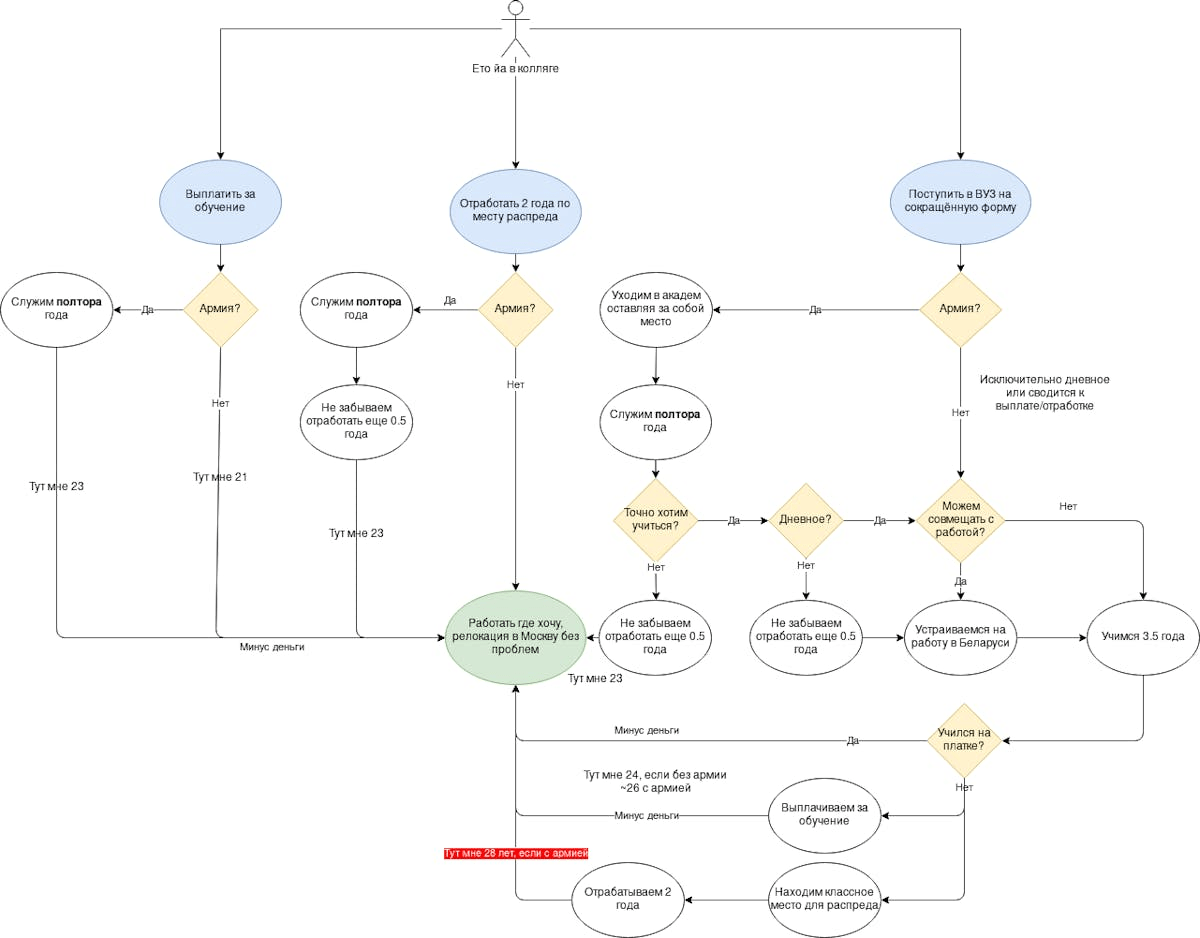 Ето йа в колляге
Выплатить за
обучение
Отработать 2 года по
месту распреда
Поступить в ВУЗ на
сокращённую форму
Служим полтора
года
Да
Армия?
Служим полтора
года
Да
Армия?
Уходим в академ
оставляя за собой
место
Да
Армия?
Нет
Нет
Нет
Исключительно дневное
или сводится к
выплате/отработке
Не забываем
отработать еще 0.5
года
Служим полтора
года
Тут мне 23
Тут мне 21
Тут мне 23
Точно хотим
учиться?
Да
Дневное?
Да
Можем
совмещать с
работой?
Нет
Нет
Нет
Да
Работать где хочу,
релокация в Москву без
проблем
Не забываем
отработать еще 0.5
года
Не забываем
отработать еще 0.5
года
Устраиваемся на
работу в Беларуси
Учимся 3.5 года
Минус деньги
Тут мне 23
Минус деньги
Да
Учился на
платке?
Нет
Тут мне 24, если без армии
~26 с армией
Минус деньги
Выплачиваем за
обучение
Тут мне 28 лет, если с армией
Отрабатываем 2
года
Находим классное
место для распреда